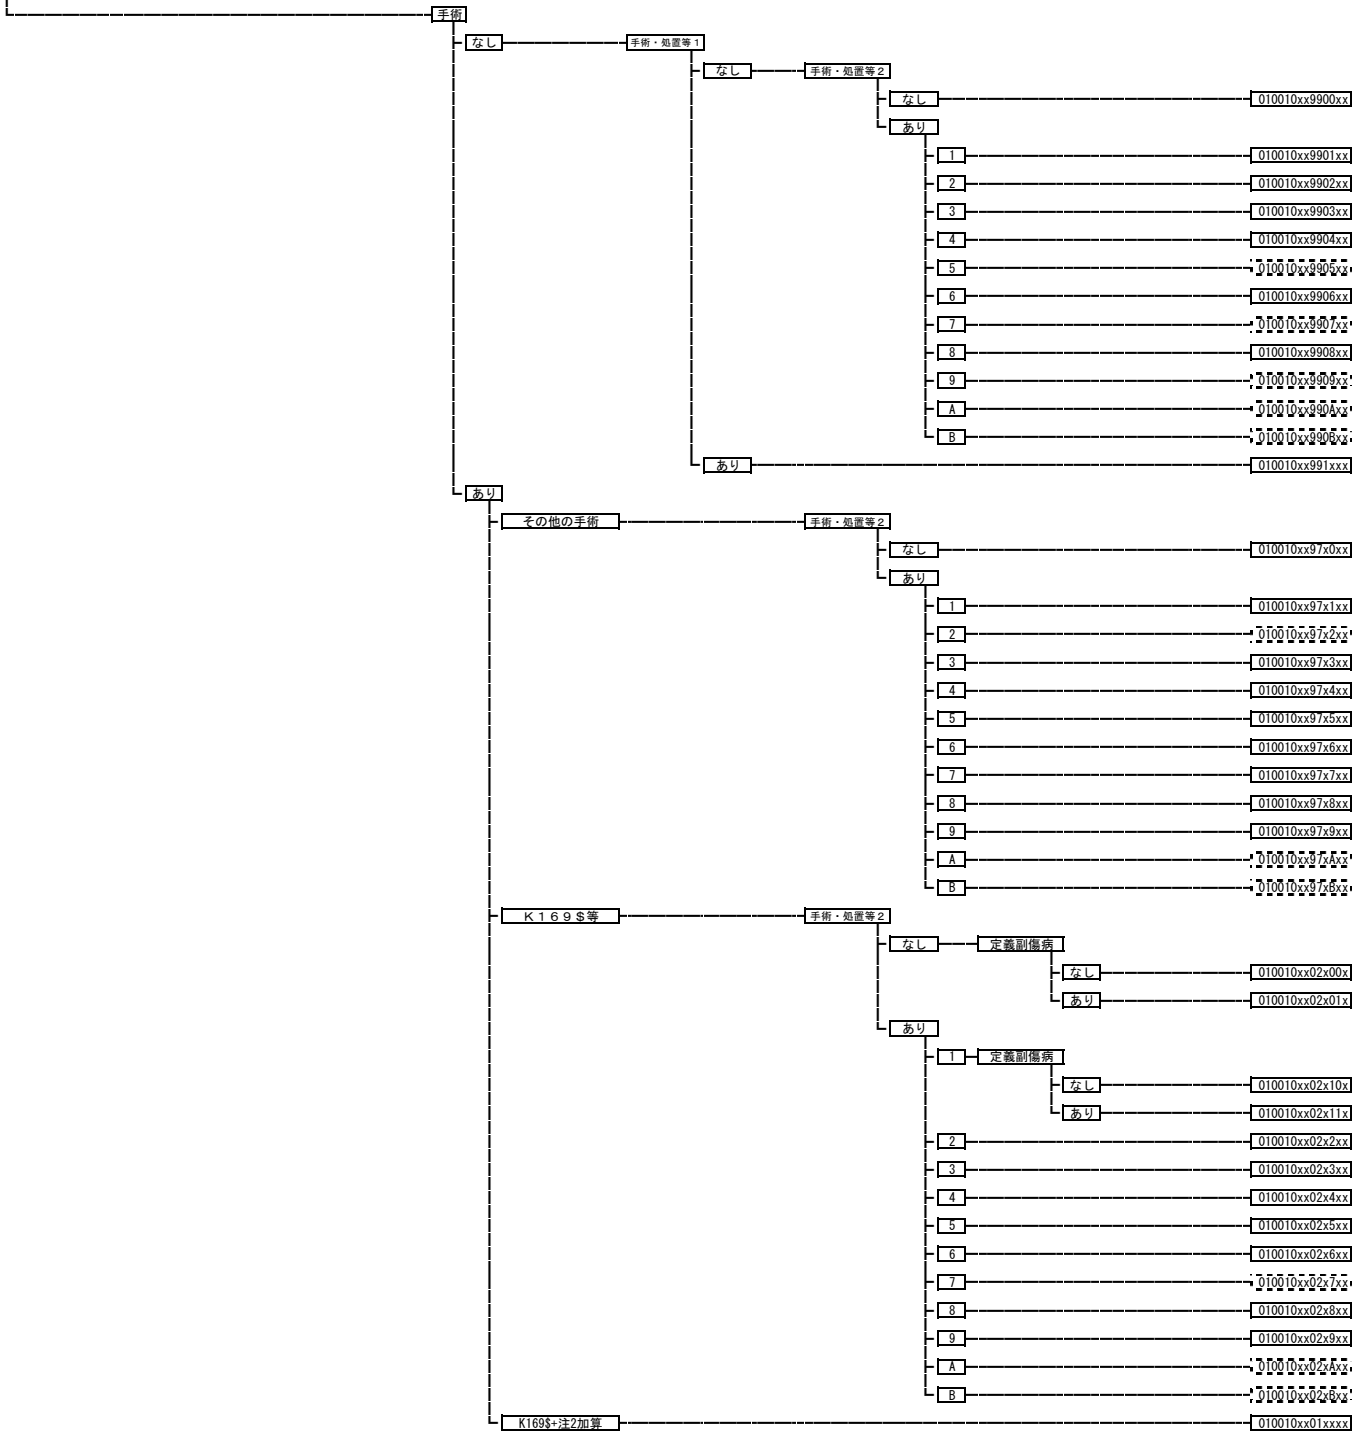 手術
なし 手術・処置等1
なし 手術・処置等2
なし 010010xx9900xx
あり
1 010010xx9901xx
2 010010xx9902xx
3 010010xx9903xx
4 010010xx9904xx
5 010010xx9905xx
6 010010xx9906xx
7 010010xx9907xx
8 010010xx9908xx
9 010010xx9909xx
A 010010xx990Axx
B 010010xx990Bxx
あり 010010xx991xxx
あり
その他の手術 手術・処置等2
なし 010010xx97x0xx
あり
1 010010xx97x1xx
2 010010xx97x2xx
3 010010xx97x3xx
4 010010xx97x4xx
5 010010xx97x5xx
6 010010xx97x6xx
7 010010xx97x7xx
8 010010xx97x8xx
9 010010xx97x9xx
A 010010xx97xAxx
B 010010xx97xBxx
K169$等 手術・処置等2
なし 定義副傷病
なし 010010xx02x00x
あり 010010xx02x01x
あり
1 定義副傷病
なし 010010xx02x10x
あり 010010xx02x11x
2 010010xx02x2xx
3 010010xx02x3xx
4 010010xx02x4xx
5 010010xx02x5xx
6 010010xx02x6xx
7 010010xx02x7xx
8 010010xx02x8xx
9 010010xx02x9xx
A 010010xx02xAxx
B 010010xx02xBxx
K169$+注2加算 010010xx01xxxx